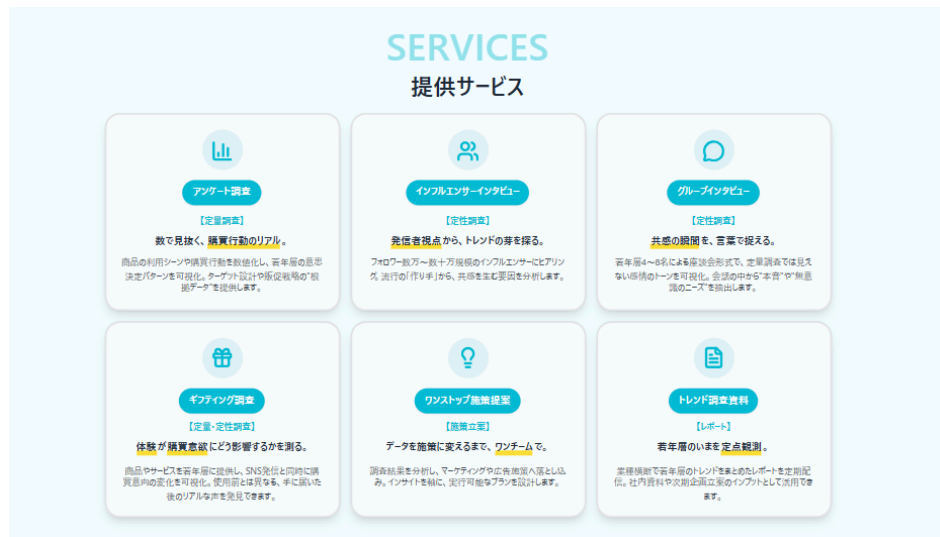 SERVICES
提供サービス
アンケート調査
【定量調査】
数で見抜く、購買行動のリアル。
商品の利用シーンや購買行動を数値化し、若年層の意思
決定パターンを可視化。ターゲット設計や販促戦略の"根
拠データ"を提供します。
インフルエンサーインタビュー
【定性調査】
発信者視点から、トレンドの芽を探る。
フォロワー数万〜数十万規模のインフルエンサーにヒアリン
グ。流行の「作り手」から、共感を生む要因を分析します。
グループインタビュー
【定性調査】
共感の瞬間を、言葉で捉える。
若年層4〜8名による座談会形式で、定量調査では見え
ない感情のトーンを可視化。会話の中から"本音"や"無意
識のニーズ"を抽出します。
ギフティング調査
【定量・定性調査】
体験が購買意欲にどう影響するかを測る。
商品やサービスを若年層に提供し、SNS発信と同時に購
買意向の変化を可視化。使用前とは異なる、手に届いた
後のリアルな声を発見できます。
ワンストップ施策提案
【施策立案】
データを施策に変えるまで、ワンチームで。
調査結果を分析し、マーケティングや広告施策へ落とし込
み。インサイトを軸に、実行可能なプランを設計します。
トレンド調査資料
【レポート】
若年層のいまを定点観測。
業種横断で若年層のトレンドをまとめたレポートを定期配
信。社内資料や次期企画立案のインプットとして活用でき
ます。